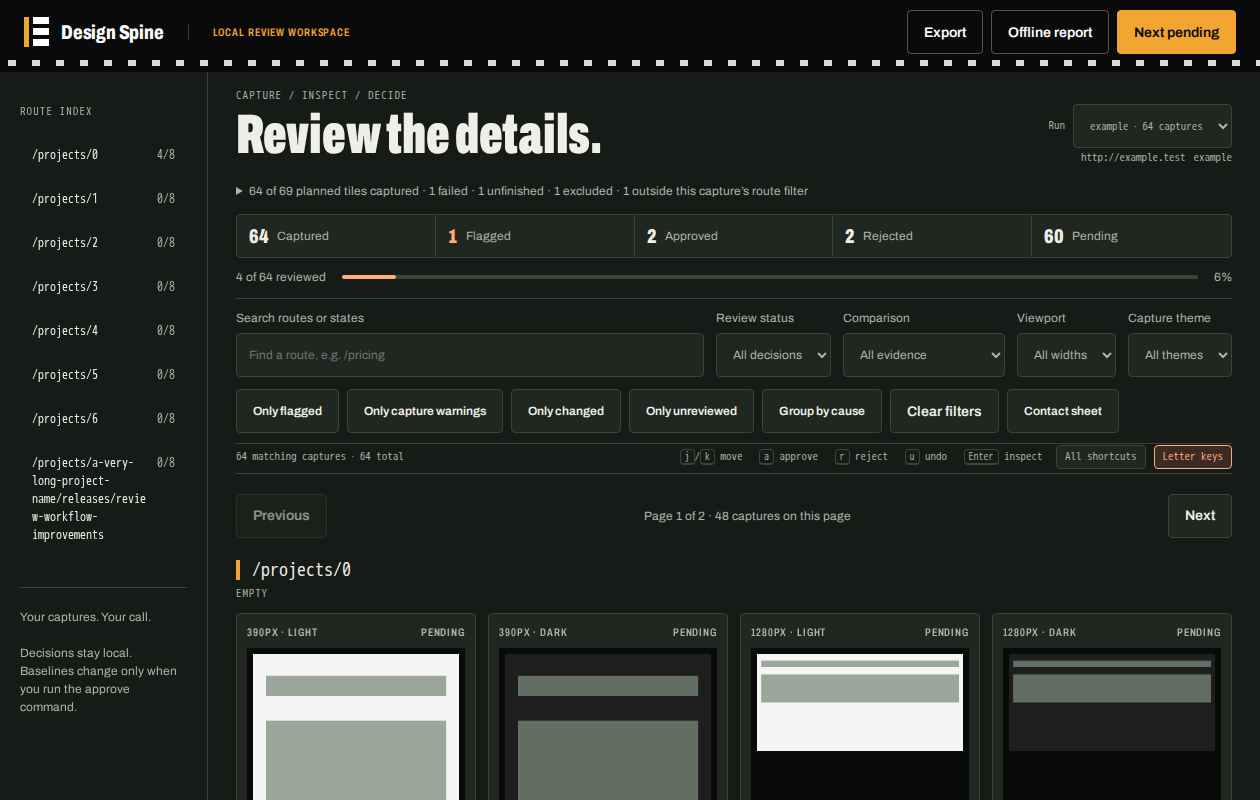 Design Spine
LOCAL REVIEW WORKSPACE
Export
Offline report
Next pending
ROUTE INDEX
/projects/0 4/8
/projects/1 0/8
/projects/2 0/8
/projects/3 0/8
/projects/4 0/8
/projects/5 0/8
/projects/6 0/8
/projects/a-very- 0/8
long-project-
name/releases/revie
w-workflow-
improvements
Your captures. Your call.
Decisions stay local.
Baselines change only when
you run the approve
command.
CAPTURE / INSPECT / DECIDE
Review the details.
Run example · 64 captures
http://example.test example
64 of 69 planned tiles captured · 1 failed · 1 unfinished · 1 excluded · 1 outside this capture's route filter
64 Captured
1 Flagged
2 Approved
2 Rejected
60 Pending
4 of 64 reviewed 6%
Search routes or states
Find a route, e.g. /pricing
Review status
All decisions
Comparison
All evidence
Viewport
All widths
Capture theme
All themes
Only flagged
Only capture warnings
Only changed
Only unreviewed
Group by cause
Clear filters
Contact sheet
64 matching captures · 64 total
j/k move a approve r reject u undo Enter inspect
All shortcuts
Letter keys
Previous
Page 1 of 2 · 48 captures on this page
Next
/projects/0
EMPTY
390PX · LIGHT PENDING
390PX · DARK PENDING
1280PX · LIGHT PENDING
1280PX · DARK PENDING